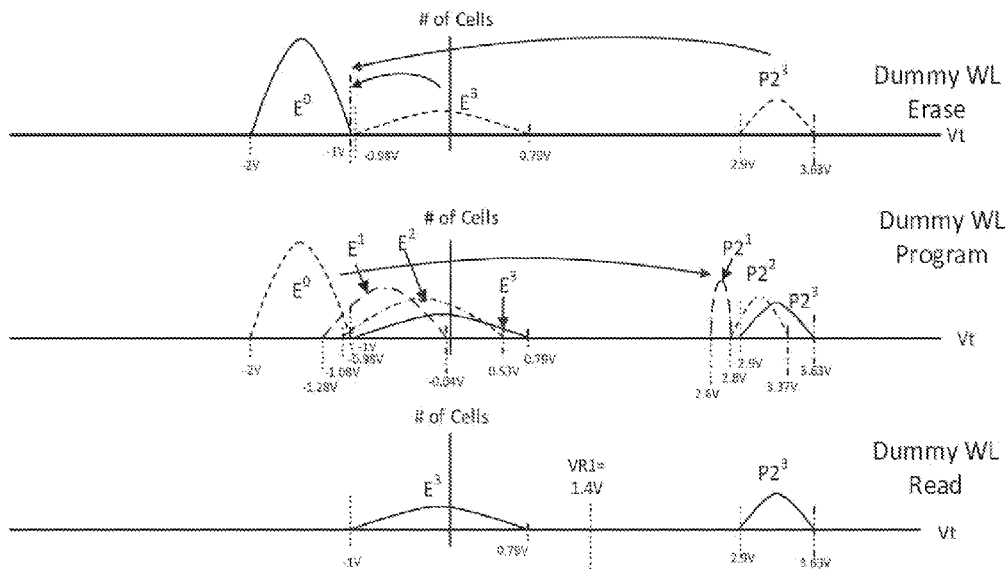 # of Cells
E⁰
E³
P2³
Dummy WL
Erase
Vt
-2V
-1V
-0.98V
0.79V
2.9V
3.63V
# of Cells
Dummy WL
Program
E⁰
E¹
E²
E³
P2¹
P2²
P2³
Vt
-2V
-1.28V
-1.08V
-0.98V
-1V
-0.04V
0.53V
0.79V
2.6V
2.8V
2.9V
3.37V
3.63V
# of Cells
Dummy WL
Read
E³
VR1=
1.4V
P2³
Vt
-1V
0.79V
2.9V
3.63V